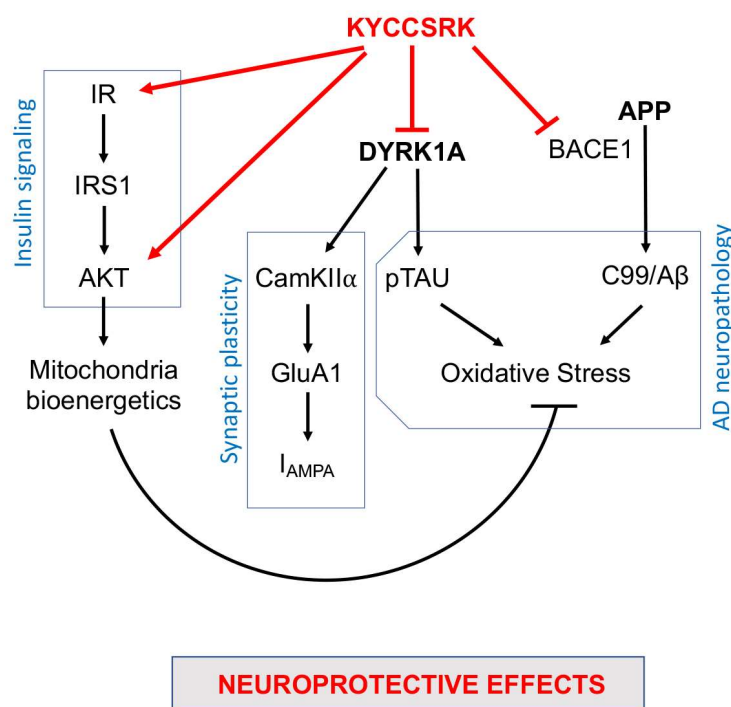 KYCCSRK
IR
IRS1
AKT
Insulin signaling
Mitochondria
bioenergetics
DYRK1A
CamKIIα
GluA1
IAMPA
Synaptic plasticity
pTAU
APP
BACE1
C99/Aβ
Oxidative Stress
AD neuropathology
NEUROPROTECTIVE EFFECTS